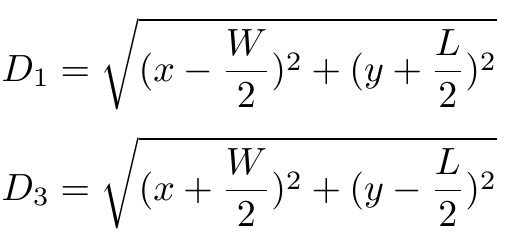 D_1 = \sqrt{(x - \frac{W}{2})^2 + (y + \frac{L}{2})^2}
D_3 = \sqrt{(x + \frac{W}{2})^2 + (y - \frac{L}{2})^2}